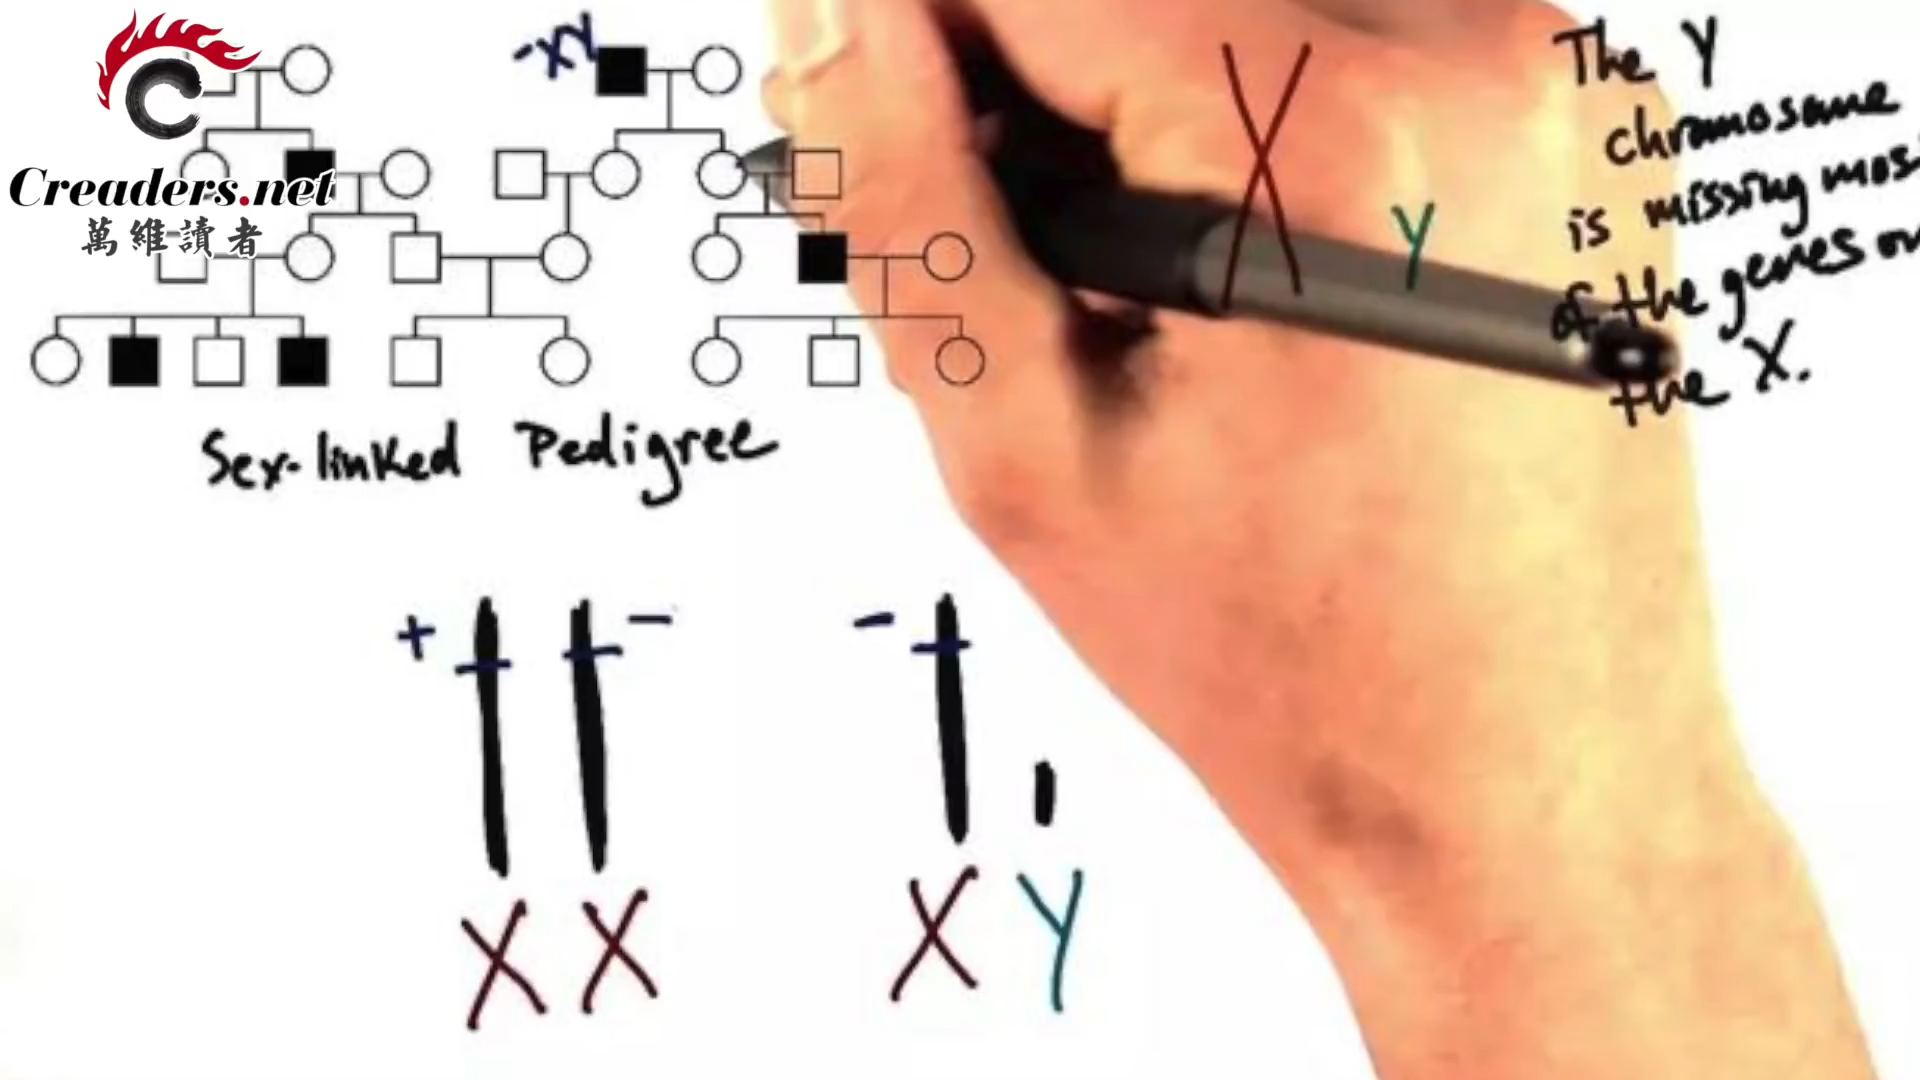 Creaders.net
萬維讀者
-XY
X
Y
The Y
chromosome
is missing mos
of the genes on
the X.
Sex-linked Pedigree
+ - -
X X X Y